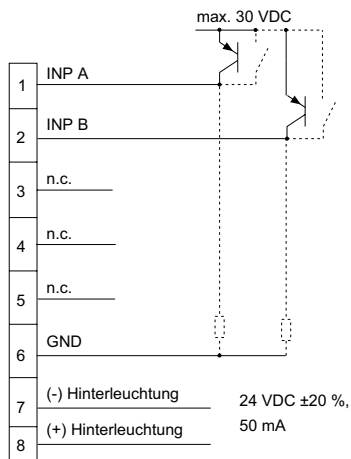 max. 30 VDC
1 INP A
2 INP B
3 n.c.
4 n.c.
5 n.c.
6 GND
7 (-) Hinterleuchtung
8 (+) Hinterleuchtung
24 VDC ±20 %,
50 mA